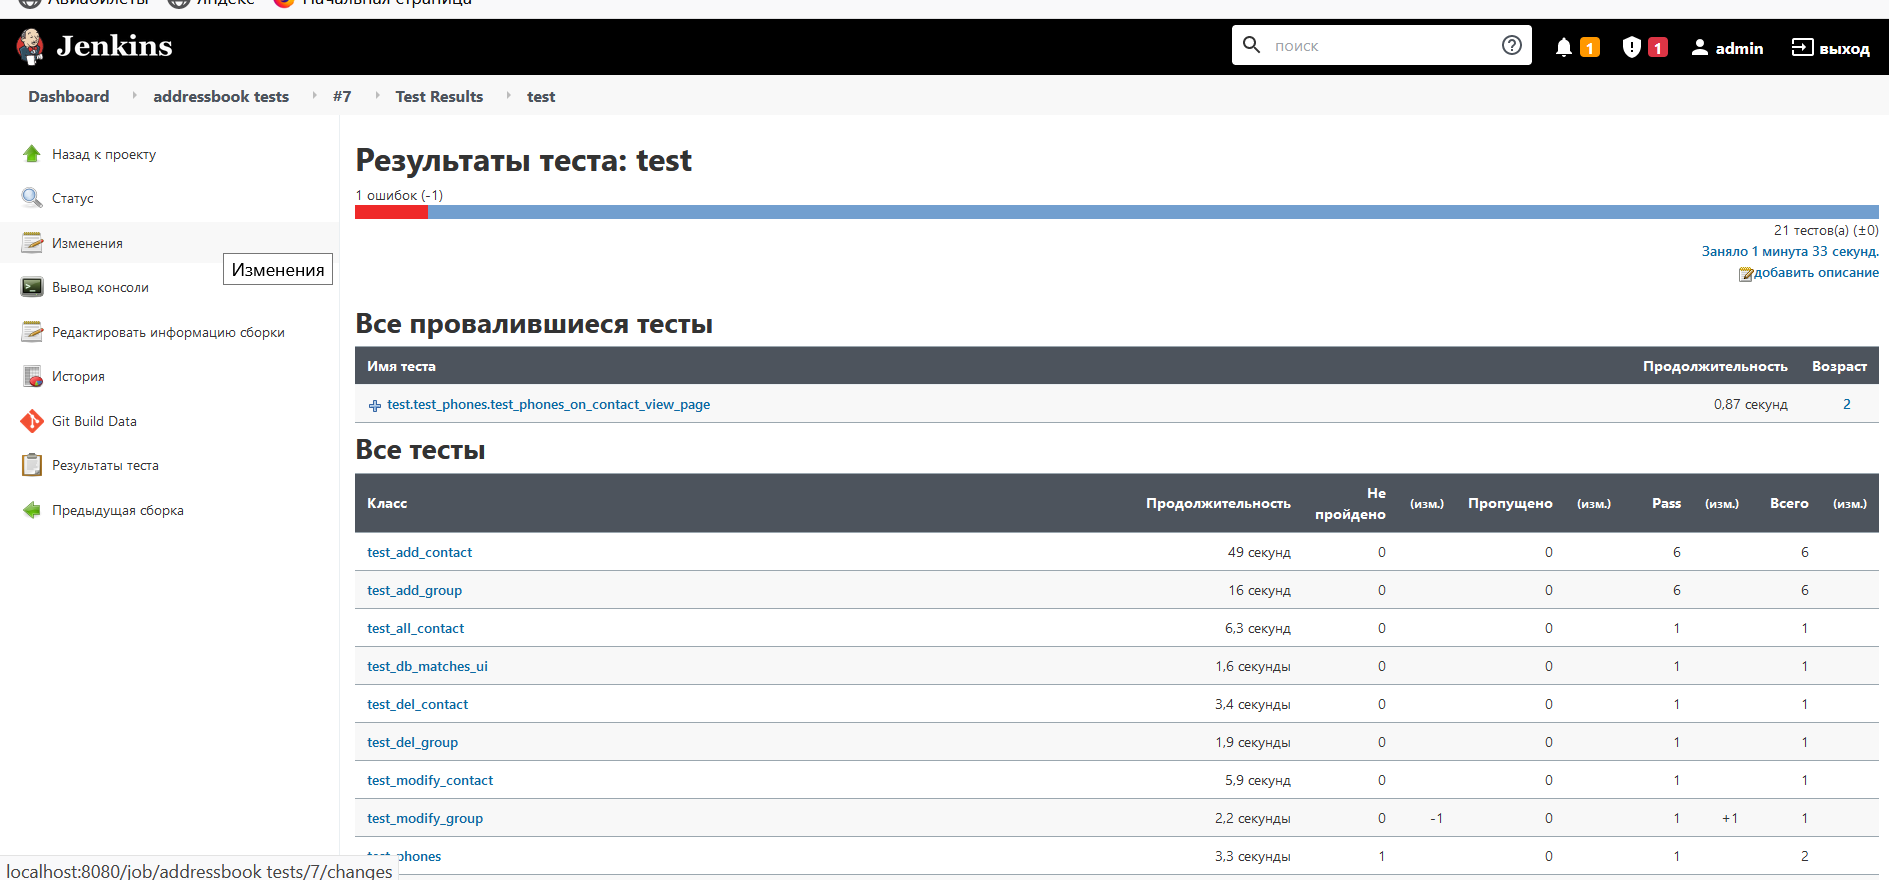 Авиабилеты Яндекс Начальная страница
Jenkins поиск 1 1 admin выход
Dashboard addressbook tests #7 Test Results test
Назад к проекту
Статус
Изменения
Изменения
Вывод консоли
Редактировать информацию сборки
История
Git Build Data
Результаты теста
Предыдущая сборка
Результаты теста: test
1 ошибок (-1)
21 тестов(а) (±0)
Заняло 1 минута 33 секунд.
добавить описание
Все провалившиеся тесты
Имя теста Продолжительность Возраст
test.test_phones.test_phones_on_contact_view_page 0,87 секунд 2
Все тесты
Класс Продолжительность Не пройдено (изм.) Пропущено (изм.) Pass (изм.) Всего (изм.)
test_add_contact 49 секунд 0 0 6 6
test_add_group 16 секунд 0 0 6 6
test_all_contact 6,3 секунд 0 0 1 1
test_db_matches_ui 1,6 секунды 0 0 1 1
test_del_contact 3,4 секунды 0 0 1 1
test_del_group 1,9 секунды 0 0 1 1
test_modify_contact 5,9 секунд 0 0 1 1
test_modify_group 2,2 секунды 0 -1 0 1 +1 1
test_phones 3,3 секунды 1 0 1 2
localhost:8080/job/addressbook tests/7/changes